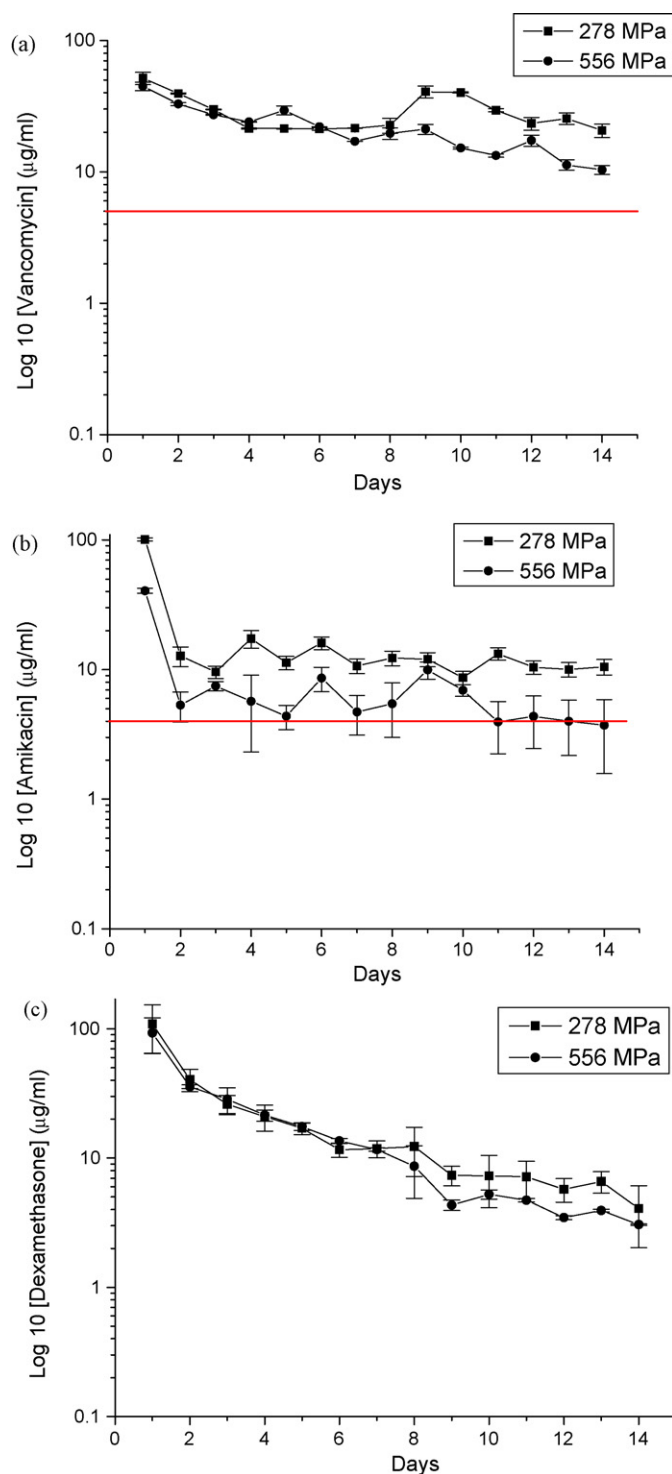 (a)
278 MPa
556 MPa
Log 10 [Vancomycin] (μg/ml)
100
10
1
0.1
0 2 4 6 8 10 12 14
Days
(b)
278 MPa
556 MPa
Log 10 [Amikacin] (μg/ml)
100
10
1
0.1
0 2 4 6 8 10 12 14
Days
(c)
278 MPa
556 MPa
Log 10 [Dexamethasone] (μg/ml)
100
10
1
0.1
0 2 4 6 8 10 12 14
Days